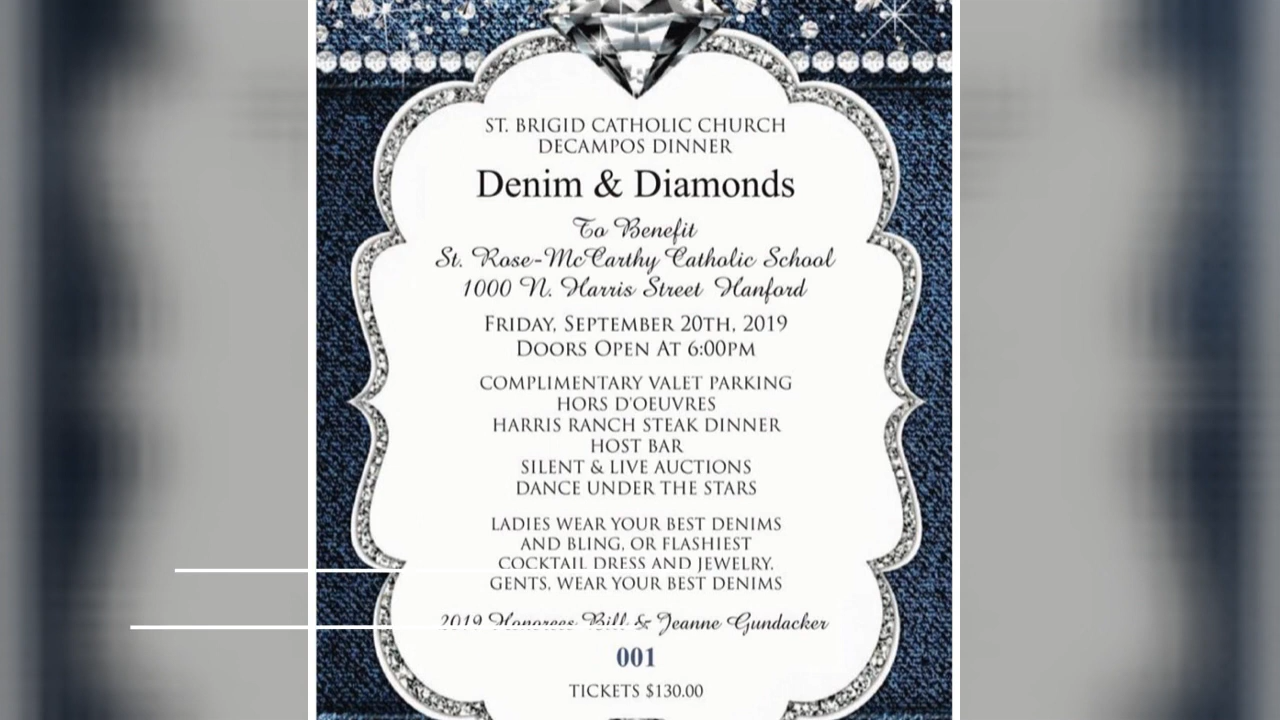 ST. BRIGID CATHOLIC CHURCH
DECAMPOS DINNER
Denim & Diamonds
To Benefit
St. Rose-McCarthy Catholic School
1000 N. Harris Street Hanford
FRIDAY, SEPTEMBER 20TH, 2019
DOORS OPEN AT 6:00PM
COMPLIMENTARY VALET PARKING
HORS D'OEUVRES
HARRIS RANCH STEAK DINNER
HOST BAR
SILENT & LIVE AUCTIONS
DANCE UNDER THE STARS
LADIES WEAR YOUR BEST DENIMS
AND BLING, OR FLASHIEST
COCKTAIL DRESS AND JEWELRY.
GENTS, WEAR YOUR BEST DENIMS
2019 Honorees Bill & Jeanne Gundacker
001
TICKETS $130.00